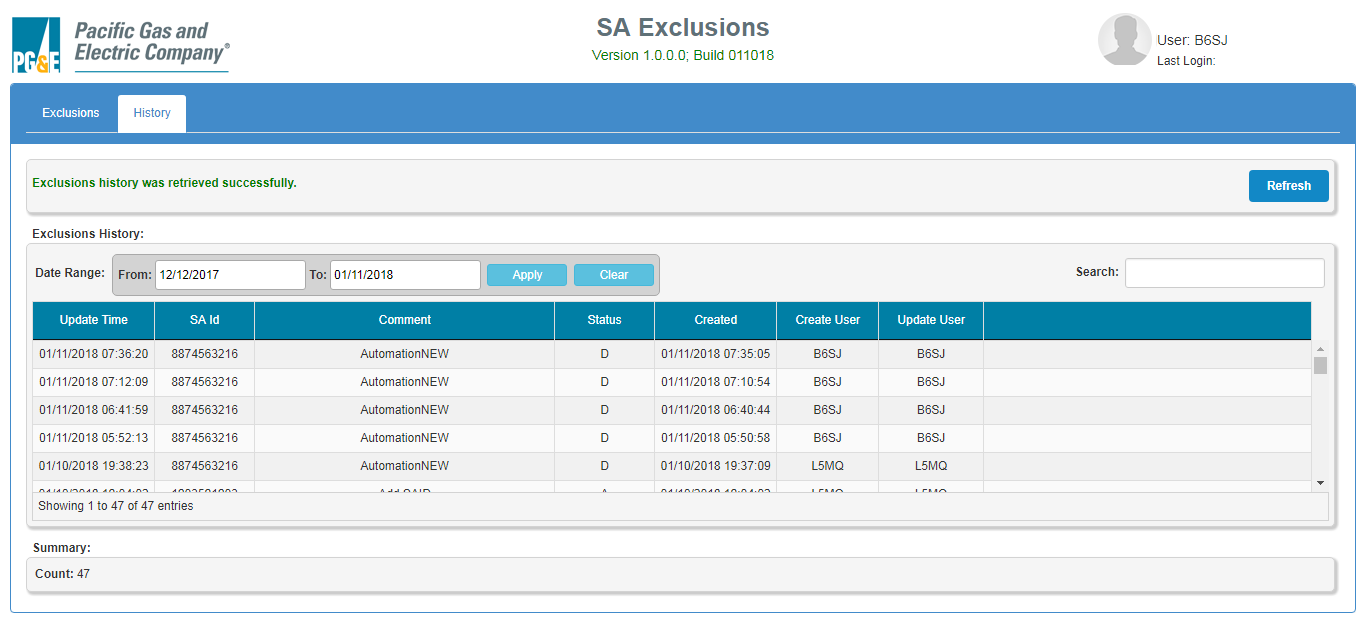 PG&E Pacific Gas and
Electric Company®
SA Exclusions
Version 1.0.0.0; Build 011018
User: B6SJ
Last Login:
Exclusions History
Exclusions history was retrieved successfully.
Refresh
Exclusions History:
Date Range: From: 12/12/2017 To: 01/11/2018 Apply Clear Search:
Update Time SA Id Comment Status Created Create User Update User
01/11/2018 07:36:20 8874563216 AutomationNEW D 01/11/2018 07:35:05 B6SJ B6SJ
01/11/2018 07:12:09 8874563216 AutomationNEW D 01/11/2018 07:10:54 B6SJ B6SJ
01/11/2018 06:41:59 8874563216 AutomationNEW D 01/11/2018 06:40:44 B6SJ B6SJ
01/11/2018 05:52:13 8874563216 AutomationNEW D 01/11/2018 05:50:58 B6SJ B6SJ
01/10/2018 19:38:23 8874563216 AutomationNEW D 01/10/2018 19:37:09 L5MQ L5MQ
Add SAID A L5MQ L5MQ
Showing 1 to 47 of 47 entries
Summary:
Count: 47